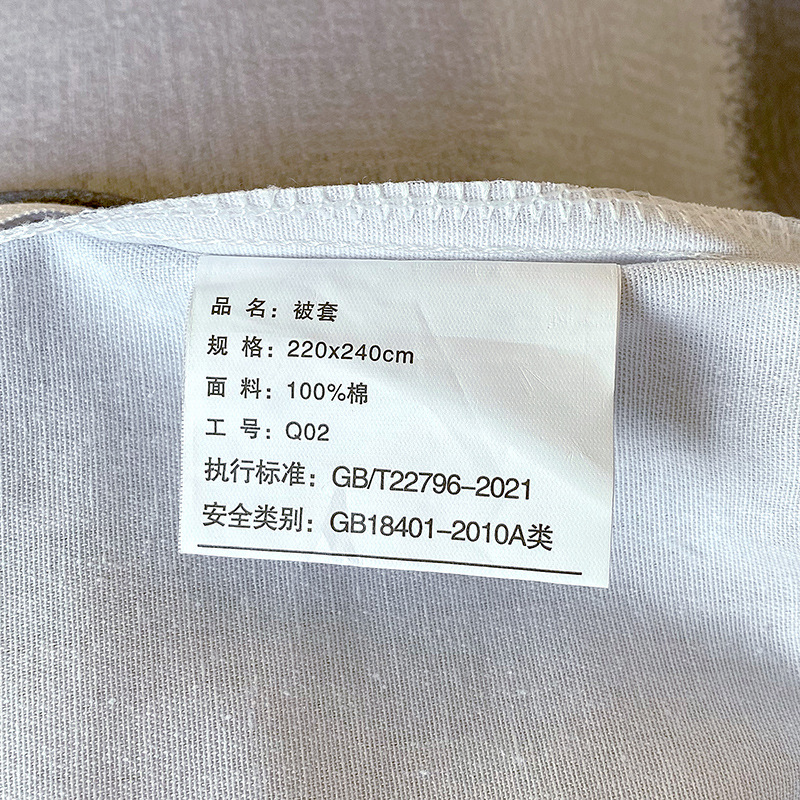 品 名：被套
规 格：220x240cm
面 料：100%棉
工 号：Q02
执行标准：GB/T22796-2021
安全类别：GB18401-2010A类